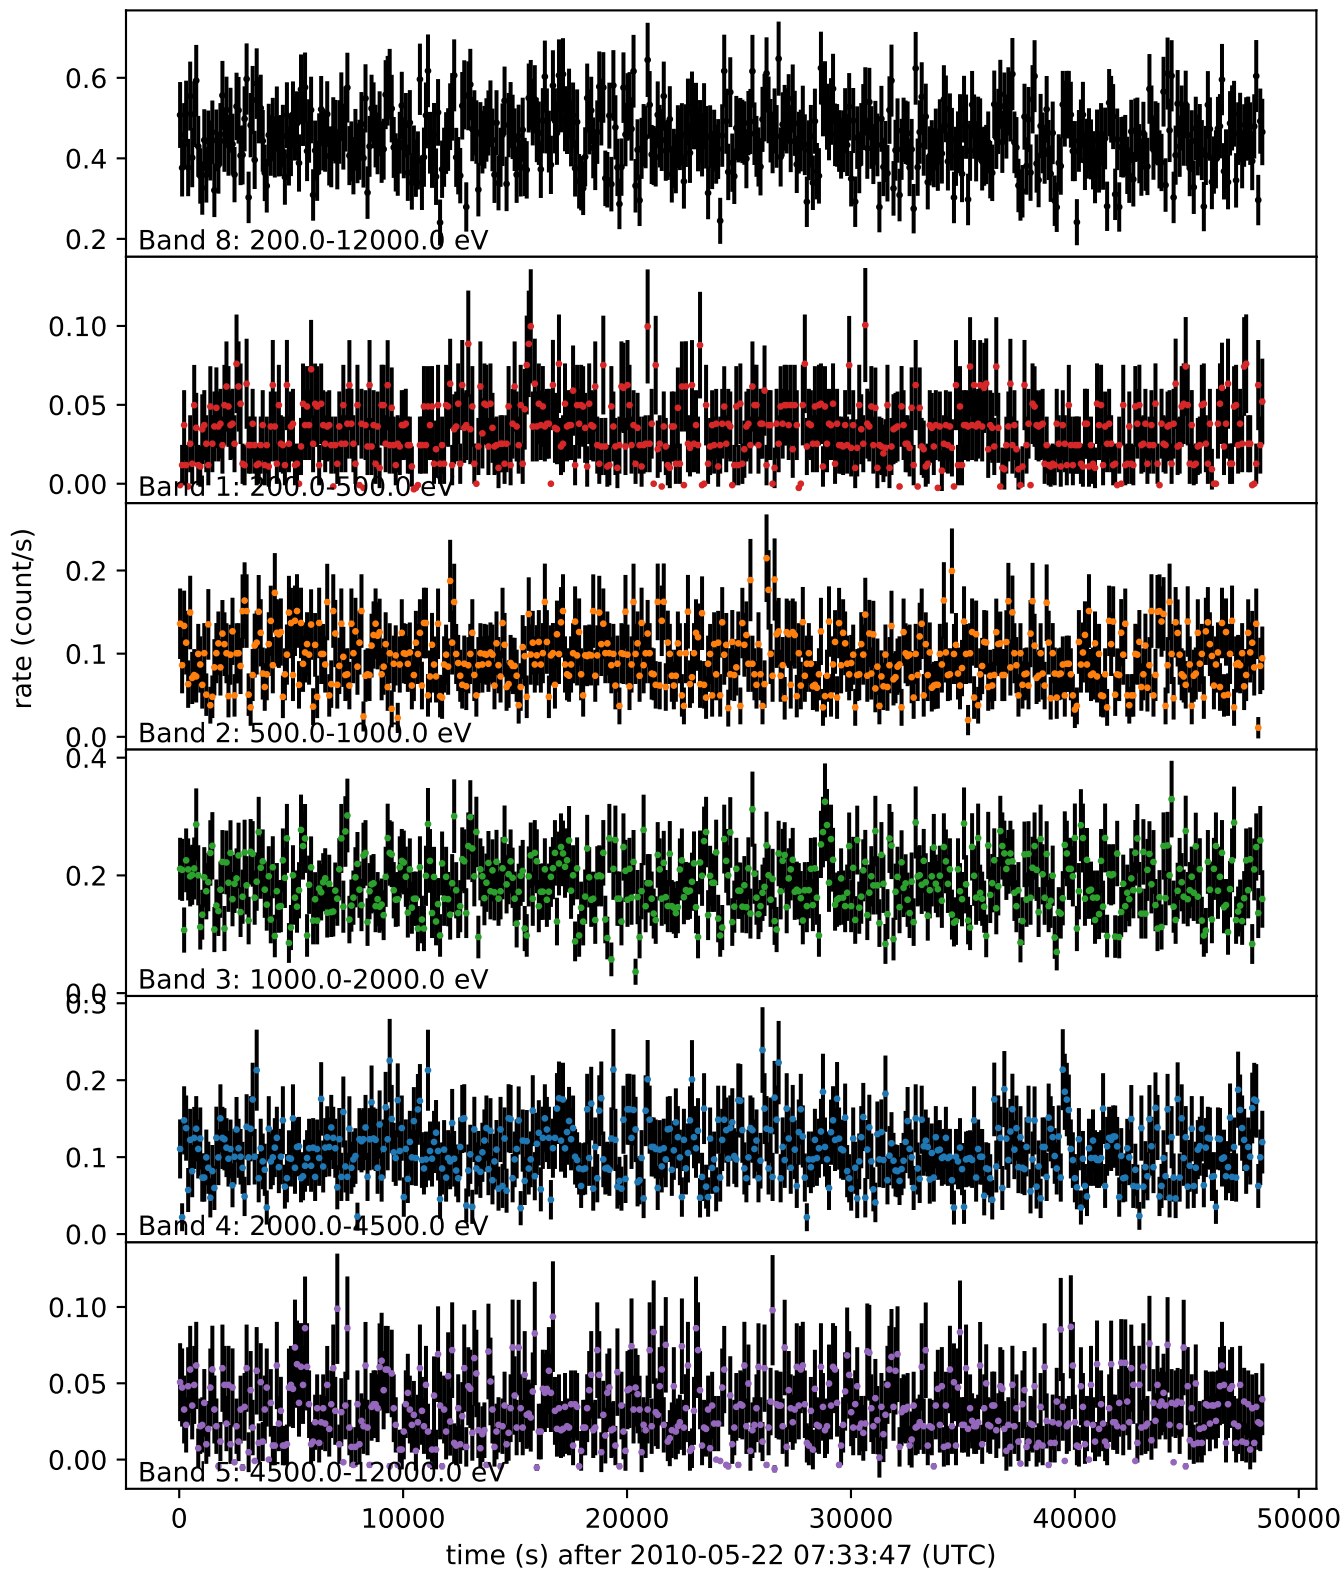 0.6
0.4
0.2
Band 8: 200.0-12000.0 eV
0.10
0.05
0.00
Band 1: 200.0-500.0 eV
0.2
0.1
0.0
Band 2: 500.0-1000.0 eV
rate (count/s)
0.4
0.2
0.0
Band 3: 1000.0-2000.0 eV
0.3
0.2
0.1
0.0
Band 4: 2000.0-4500.0 eV
0.10
0.05
0.00
Band 5: 4500.0-12000.0 eV
0 10000 20000 30000 40000 50000
time (s) after 2010-05-22 07:33:47 (UTC)